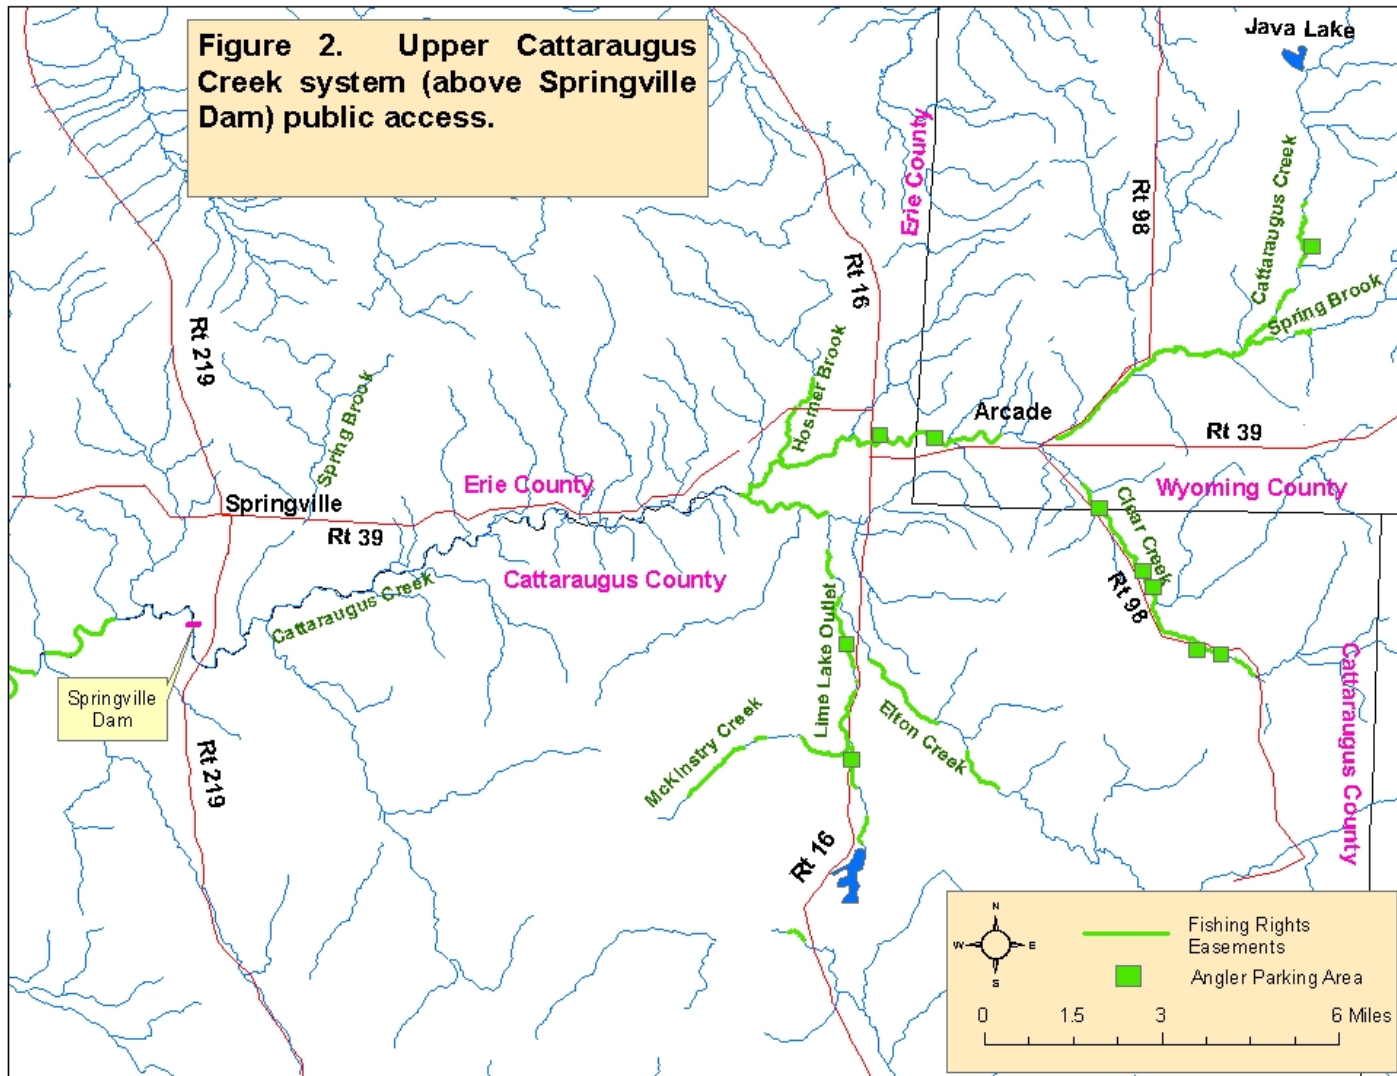 Figure 2. Upper Cattaraugus
Creek system (above Springville
Dam) public access.
Java Lake
Erie County
Rt 98
Cattaraugus Creek
Spring Brook
Rt 16
Rt 219
Hosmer Brook
Spring Brook
Arcade
Rt 39
Erie County
Springville
Rt 39
Wyoming County
Clear Creek
Cattaraugus County
Cattaraugus Creek
Rt 98
Lime Lake Outlet
Springville
Dam
Elton Creek
McKinstry Creek
Rt 219
Cattaraugus County
Rt 16
N
W
E
S
Fishing Rights
Easements
Angler Parking Area
0 1.5 3 6 Miles